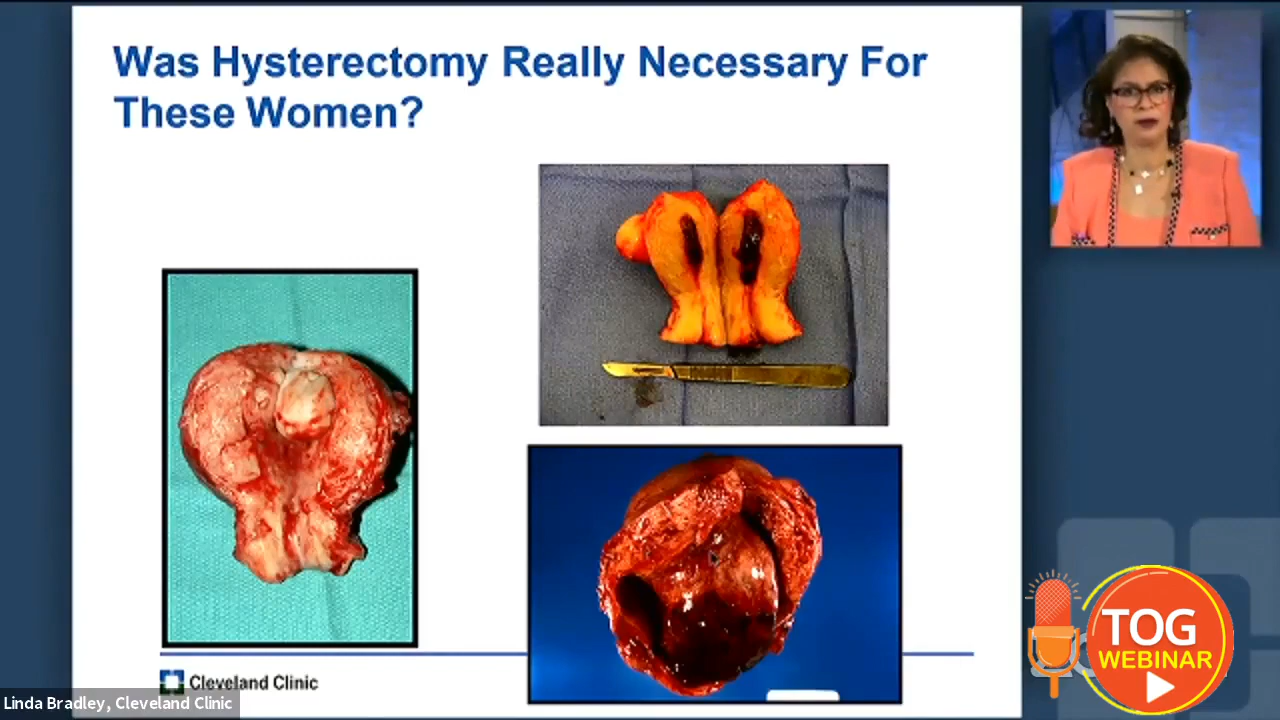 Was Hysterectomy Really Necessary For
These Women?
Cleveland Clinic
Linda Bradley, Cleveland Clinic
TOG
WEBINAR